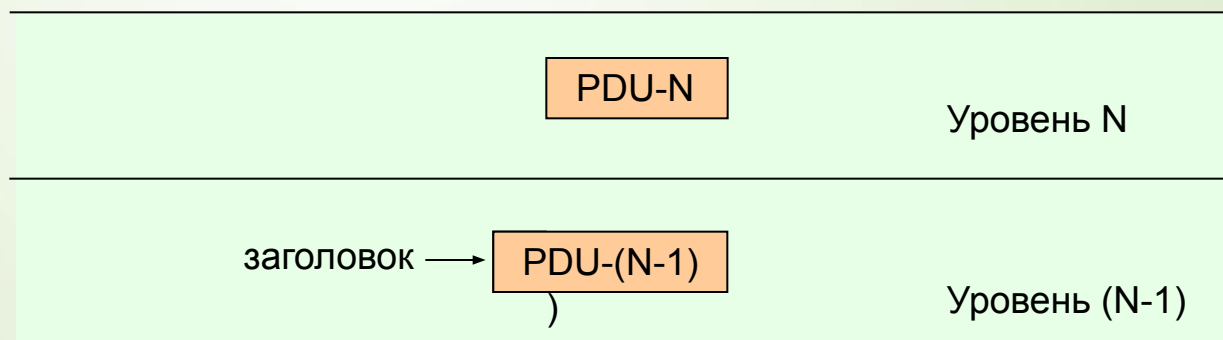 PDU-N
Уровень N
заголовок
PDU-(N-1)
)
Уровень (N-1)